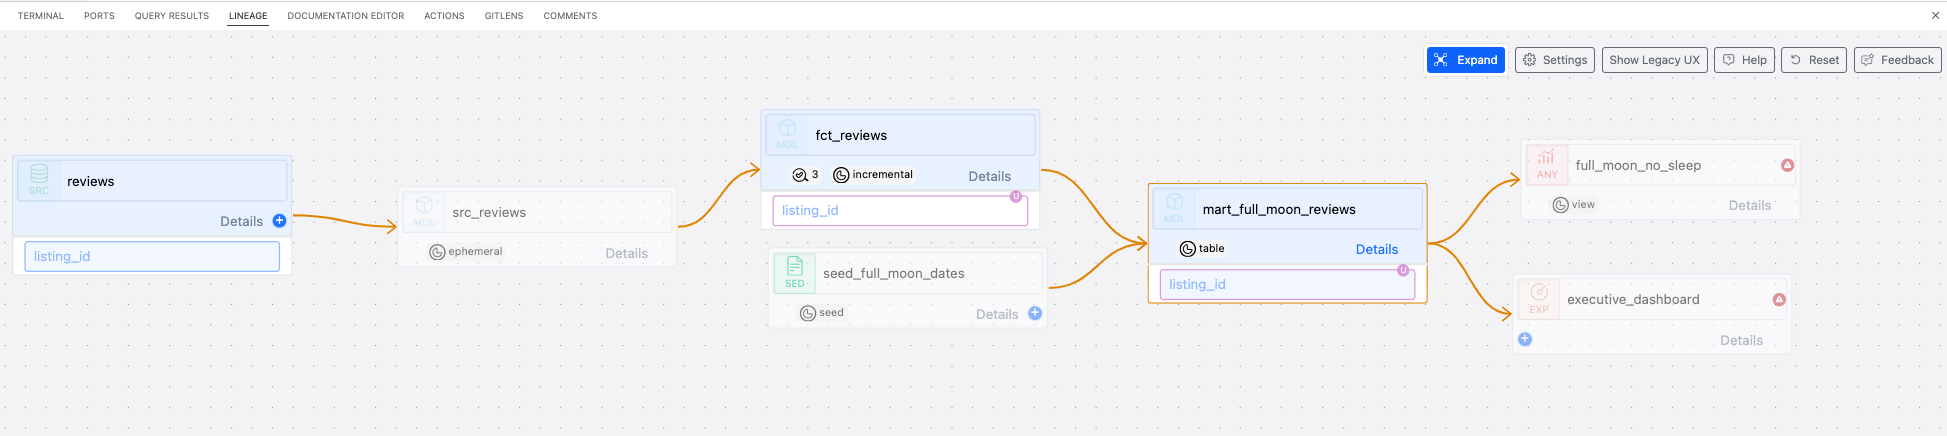 TERMINAL PORTS QUERY RESULTS LINEAGE DOCUMENTATION EDITOR ACTIONS GITLENS COMMENTS
Expand Settings Show Legacy UX Help Reset Feedback
SRC reviews
Details
listing_id
MDL src_reviews
ephemeral Details
MDL fct_reviews
3 incremental Details
U
listing_id
SED seed_full_moon_dates
seed Details
MDL mart_full_moon_reviews
table Details
U
listing_id
ANY full_moon_no_sleep
view Details
EXP executive_dashboard
Details